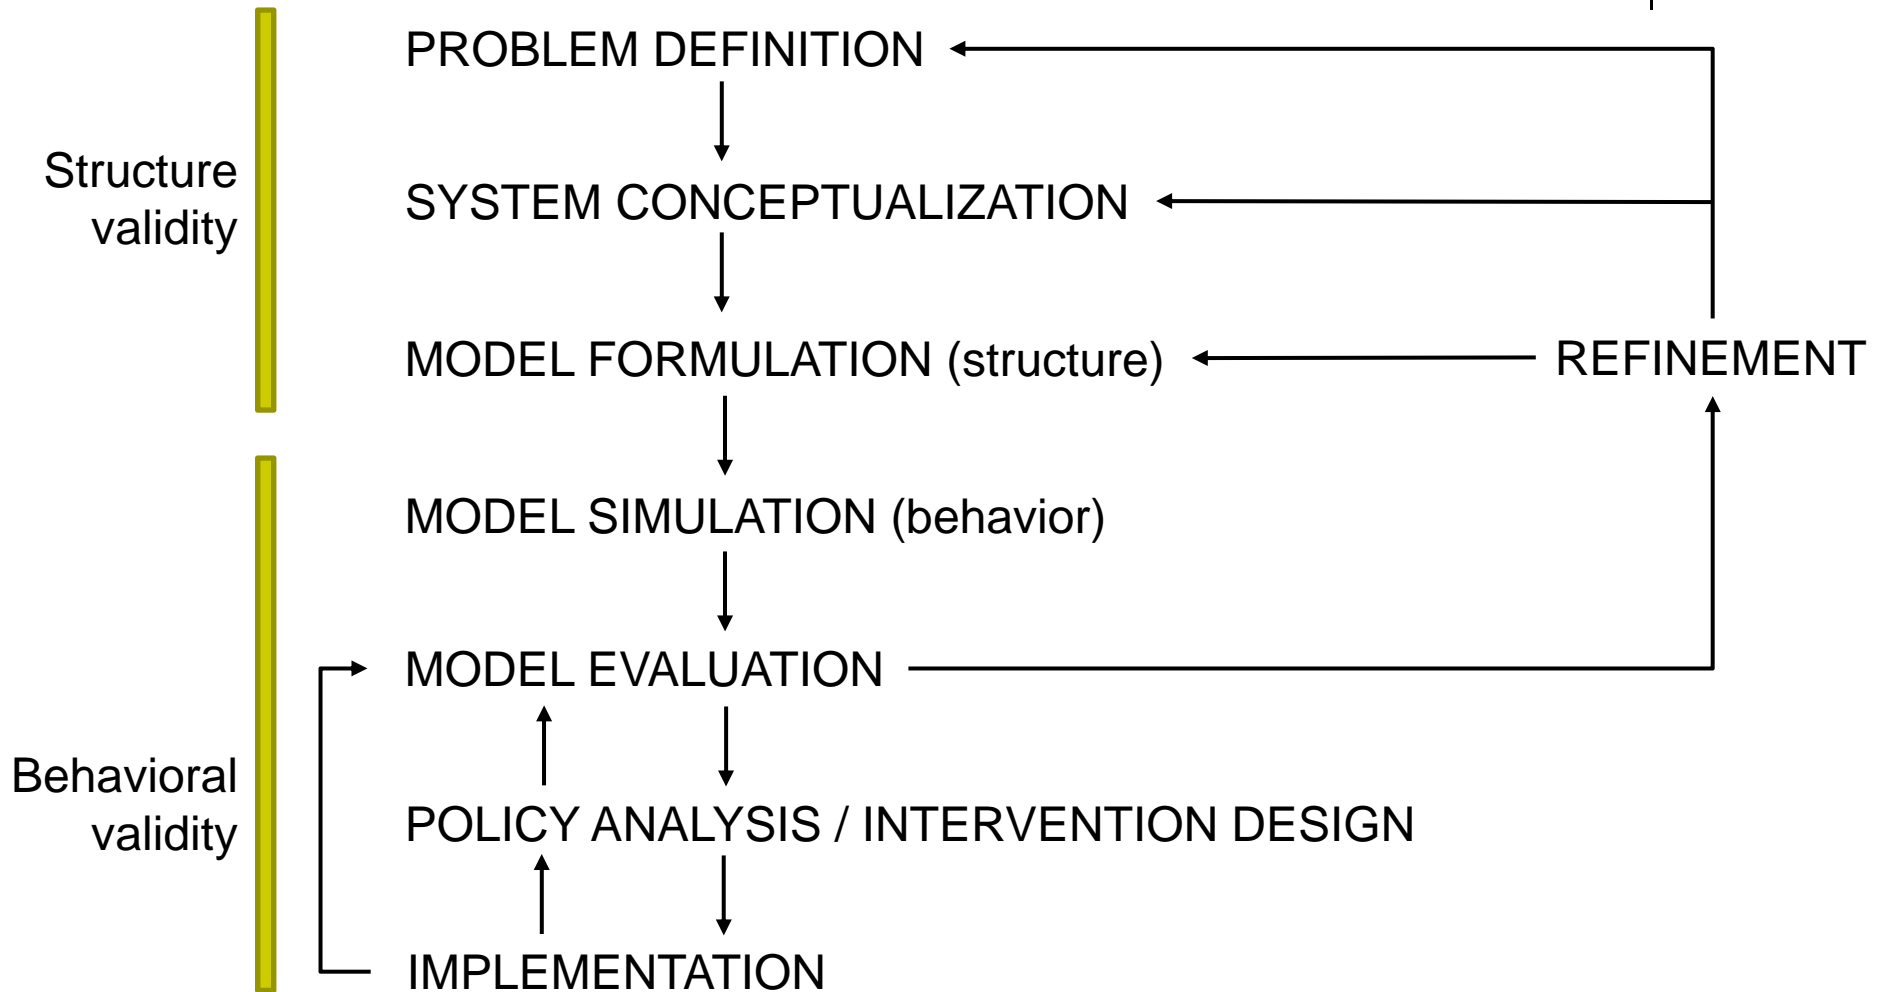 PROBLEM DEFINITION
Structure
validity
SYSTEM CONCEPTUALIZATION
MODEL FORMULATION (structure)
REFINEMENT
MODEL SIMULATION (behavior)
MODEL EVALUATION
Behavioral
validity
POLICY ANALYSIS / INTERVENTION DESIGN
IMPLEMENTATION